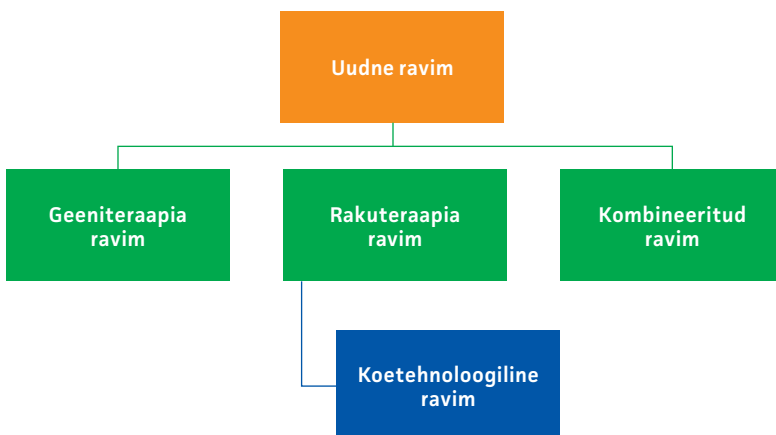 Uudne ravim
Geeniteraapia
ravim
Rakuteraapia
ravim
Kombineeritud
ravim
Koetehnoloogiline
ravim